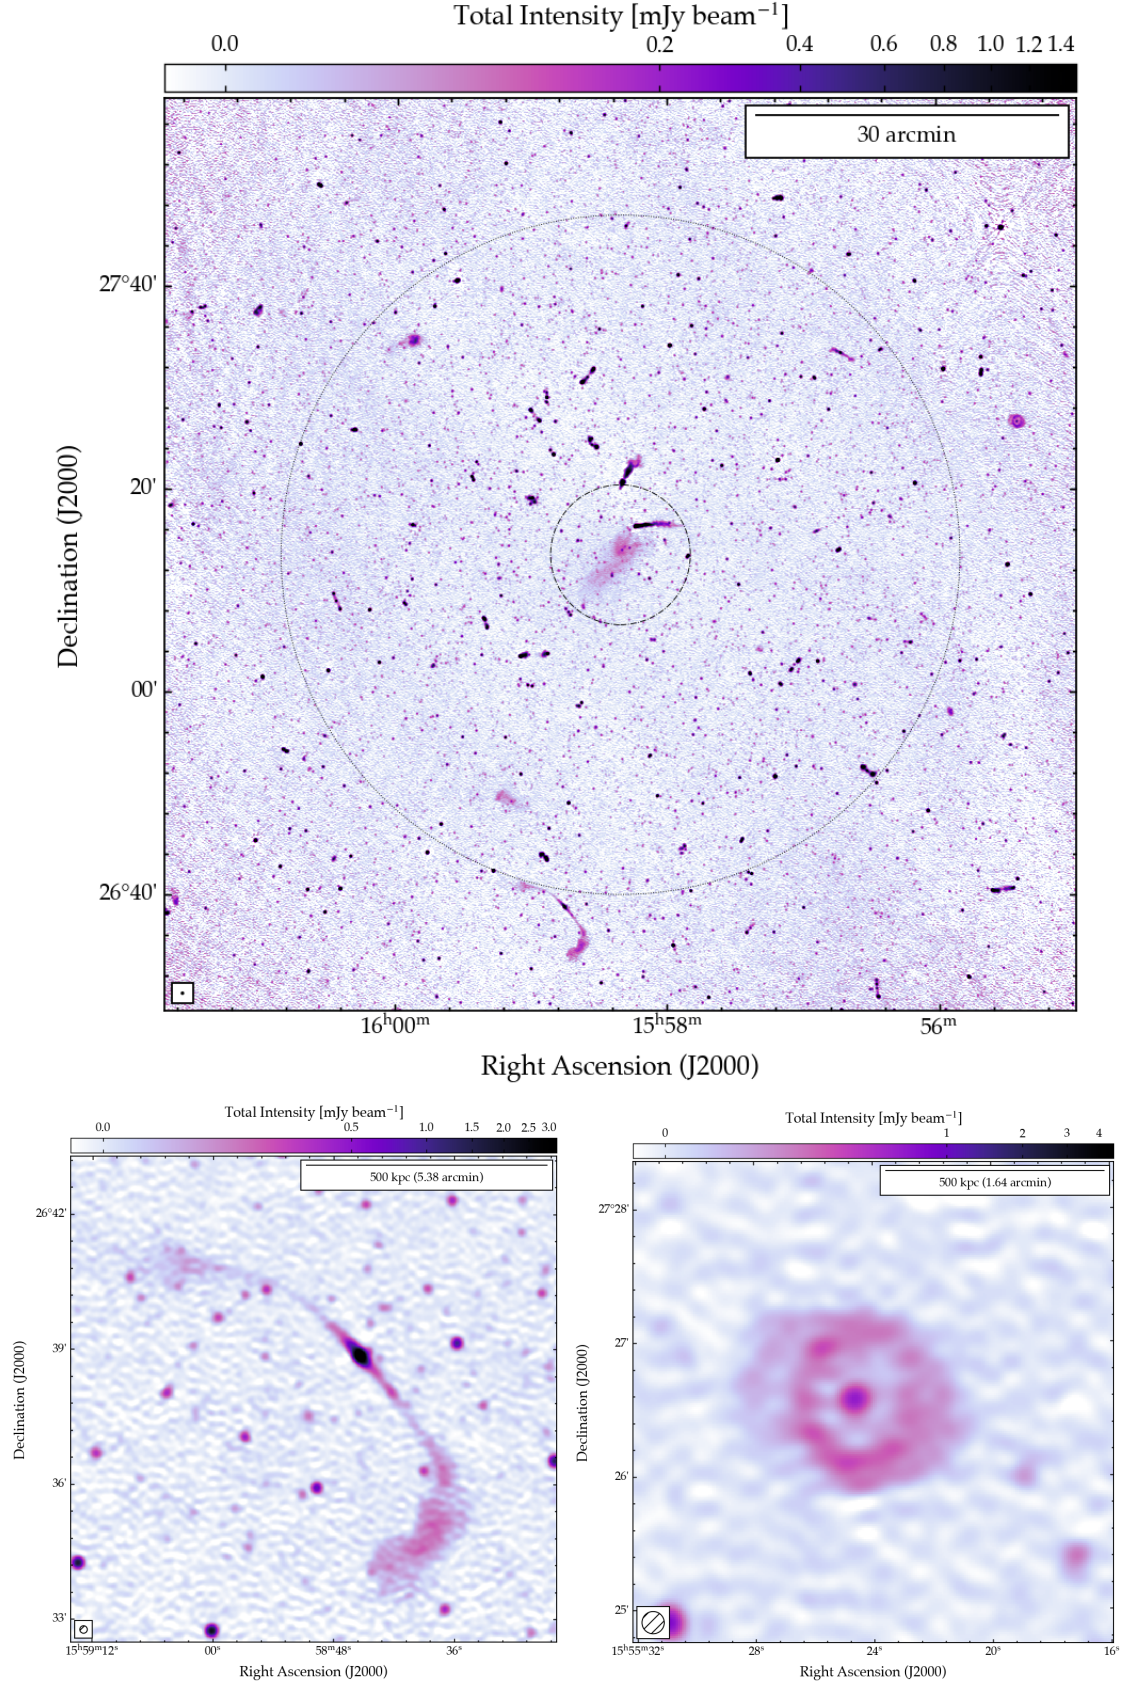 Total Intensity [mJy beam⁻¹]
0.0 0.2 0.4 0.6 0.8 1.0 1.2 1.4
30 arcmin
27°40'
20'
00'
26°40'
Declination (J2000)
16ʰ00ᵐ 15ʰ58ᵐ 56ᵐ
Right Ascension (J2000)
Total Intensity [mJy beam⁻¹]
0.0 0.5 1.0 1.5 2.0 2.5 3.0
500 kpc (5.38 arcmin)
26°42'
39'
36'
33'
Declination (J2000)
15ʰ59ᵐ12ˢ 00ˢ 58ᵐ48ˢ 36ˢ
Right Ascension (J2000)
Total Intensity [mJy beam⁻¹]
0 1 2 3 4
500 kpc (1.64 arcmin)
27°28'
27'
26'
25'
Declination (J2000)
15ʰ55ᵐ32ˢ 28ˢ 24ˢ 20ˢ 16ˢ
Right Ascension (J2000)